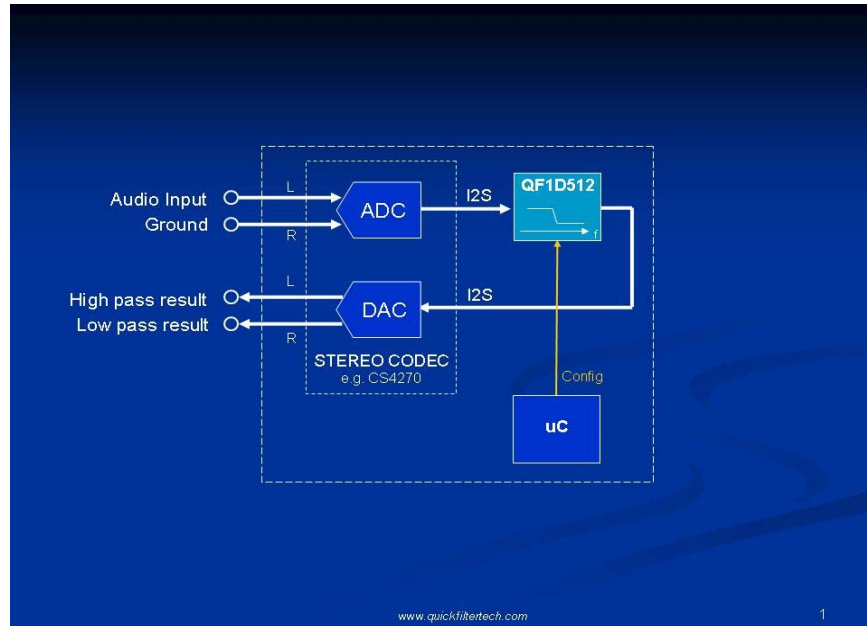 L
Audio Input
Ground
R
ADC
I2S
QF1D512
f
L
High pass result
Low pass result
R
DAC
I2S
STEREO CODEC
e.g. CS4270
Config
uC
www.quickfiltertech.com
1